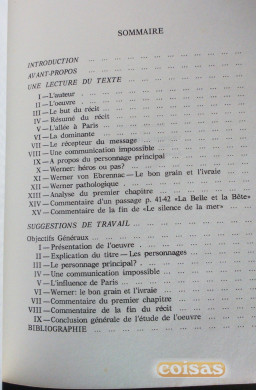 SOMMAIRE
INTRODUCTION
AVANT-PROPOS
UNE LECTURE DU TEXTE
I — L'auteur
II — L'oeuvre
III — Le but du récit
IV — Résumé du récit
V — L'allée à Paris
VI — La dominante
VII — Le récepteur du message
VIII — Une communication impossible
IX — A propos du personnage principal
X — Werner: héros ou pas?
XI — Werner von Ehrennac — Le bon grain et l'ivraie
XII — Werner pathologique
XIII — Analyse du premier chapitre
XIV — Commentaire d'un passage p. 41-42 «La Belle et la Bête»
XV — Commentaire de la fin de «Le silence de la mer»
SUGGESTIONS DE TRAVAIL
Objectifs Généraux
I — Présentation de l'oeuvre
II — Explication du titre — Les personnages
III — Le personnage principal?
IV — Une communication impossible
V — L'influence de Paris
VI — Werner: le bon grain et l'ivraie
VII — Commentaire du premier chapitre
VIII — Commentaire de la fin du récit
IX — Conclusion générale de l'étude de l'oeuvre
BIBLIOGRAPHIE
coisas